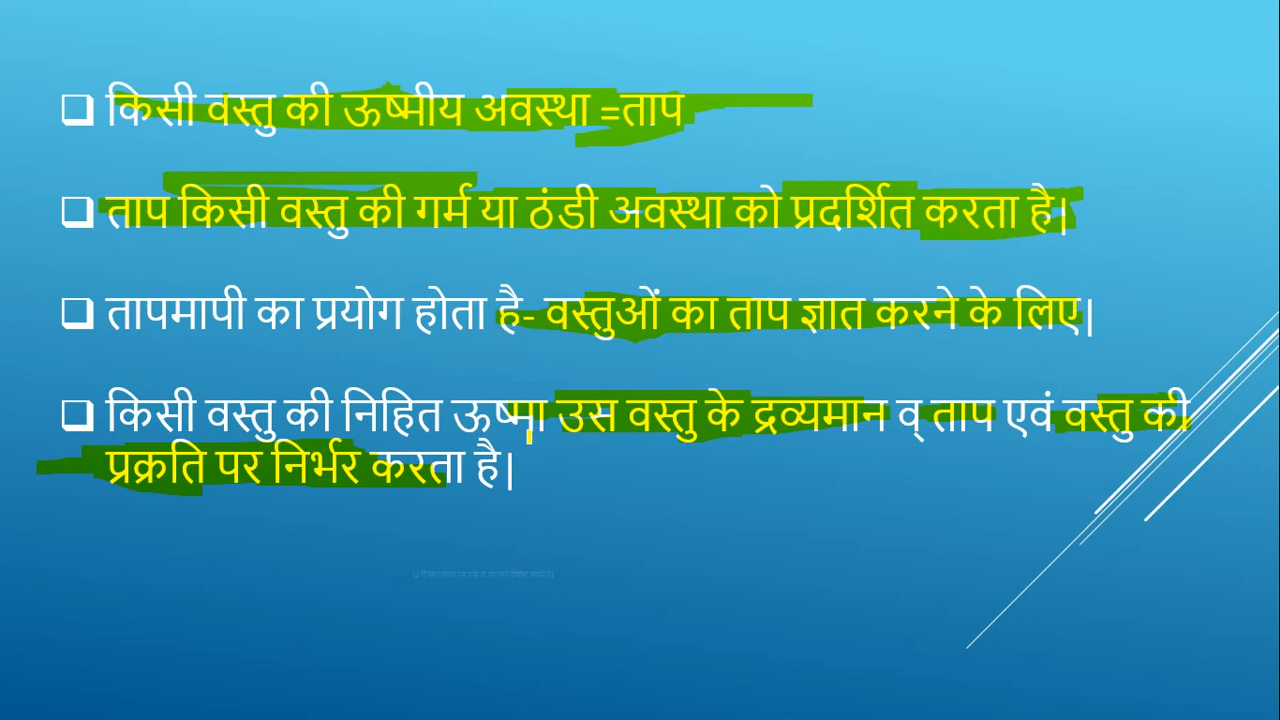 ❑ किसी वस्तु की ऊष्मीय अवस्था =ताप
❑ ताप किसी वस्तु की गर्म या ठंडी अवस्था को प्रदर्शित करता है|
❑ तापमापी का प्रयोग होता है- वस्तुओं का ताप ज्ञात करने के लिए|
❑ किसी वस्तु की निहित ऊष्मा उस वस्तु के द्रव्यमान व् ताप एवं वस्तु की
प्रक्रति पर निर्भर करता है|